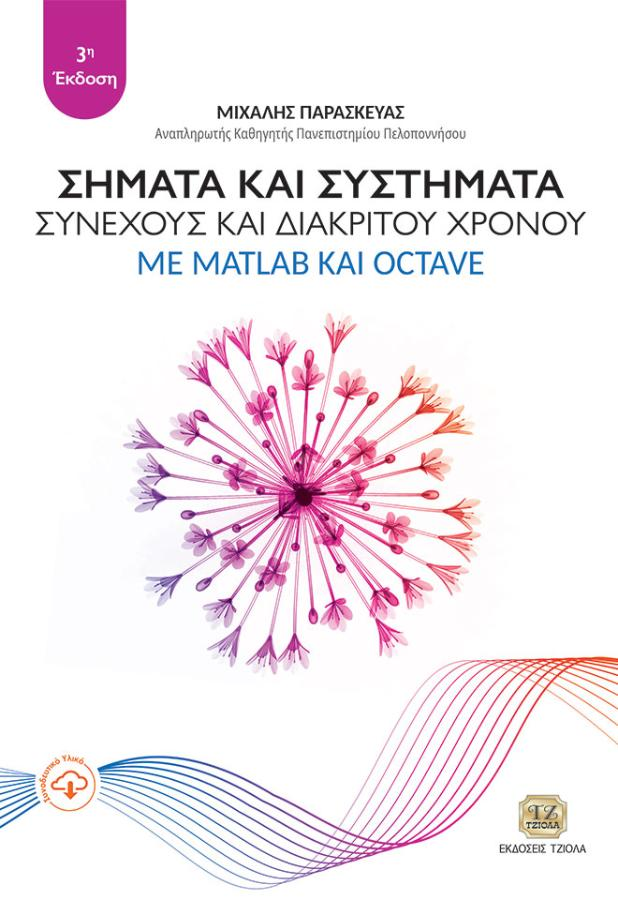 3η
Έκδοση
ΜΙΧΑΛΗΣ ΠΑΡΑΣΚΕΥΑΣ
Αναπληρωτής Καθηγητής Πανεπιστημίου Πελοποννήσου
ΣΗΜΑΤΑ ΚΑΙ ΣΥΣΤΗΜΑΤΑ
ΣΥΝΕΧΟΥΣ ΚΑΙ ΔΙΑΚΡΙΤΟΥ ΧΡΟΝΟΥ
ΜΕ MATLAB ΚΑΙ OCTAVE
Συνοδευτικό Υλικό
ΤΖ
ΤΖΙΟΛΑ
ΕΚΔΟΣΕΙΣ ΤΖΙΟΛΑ